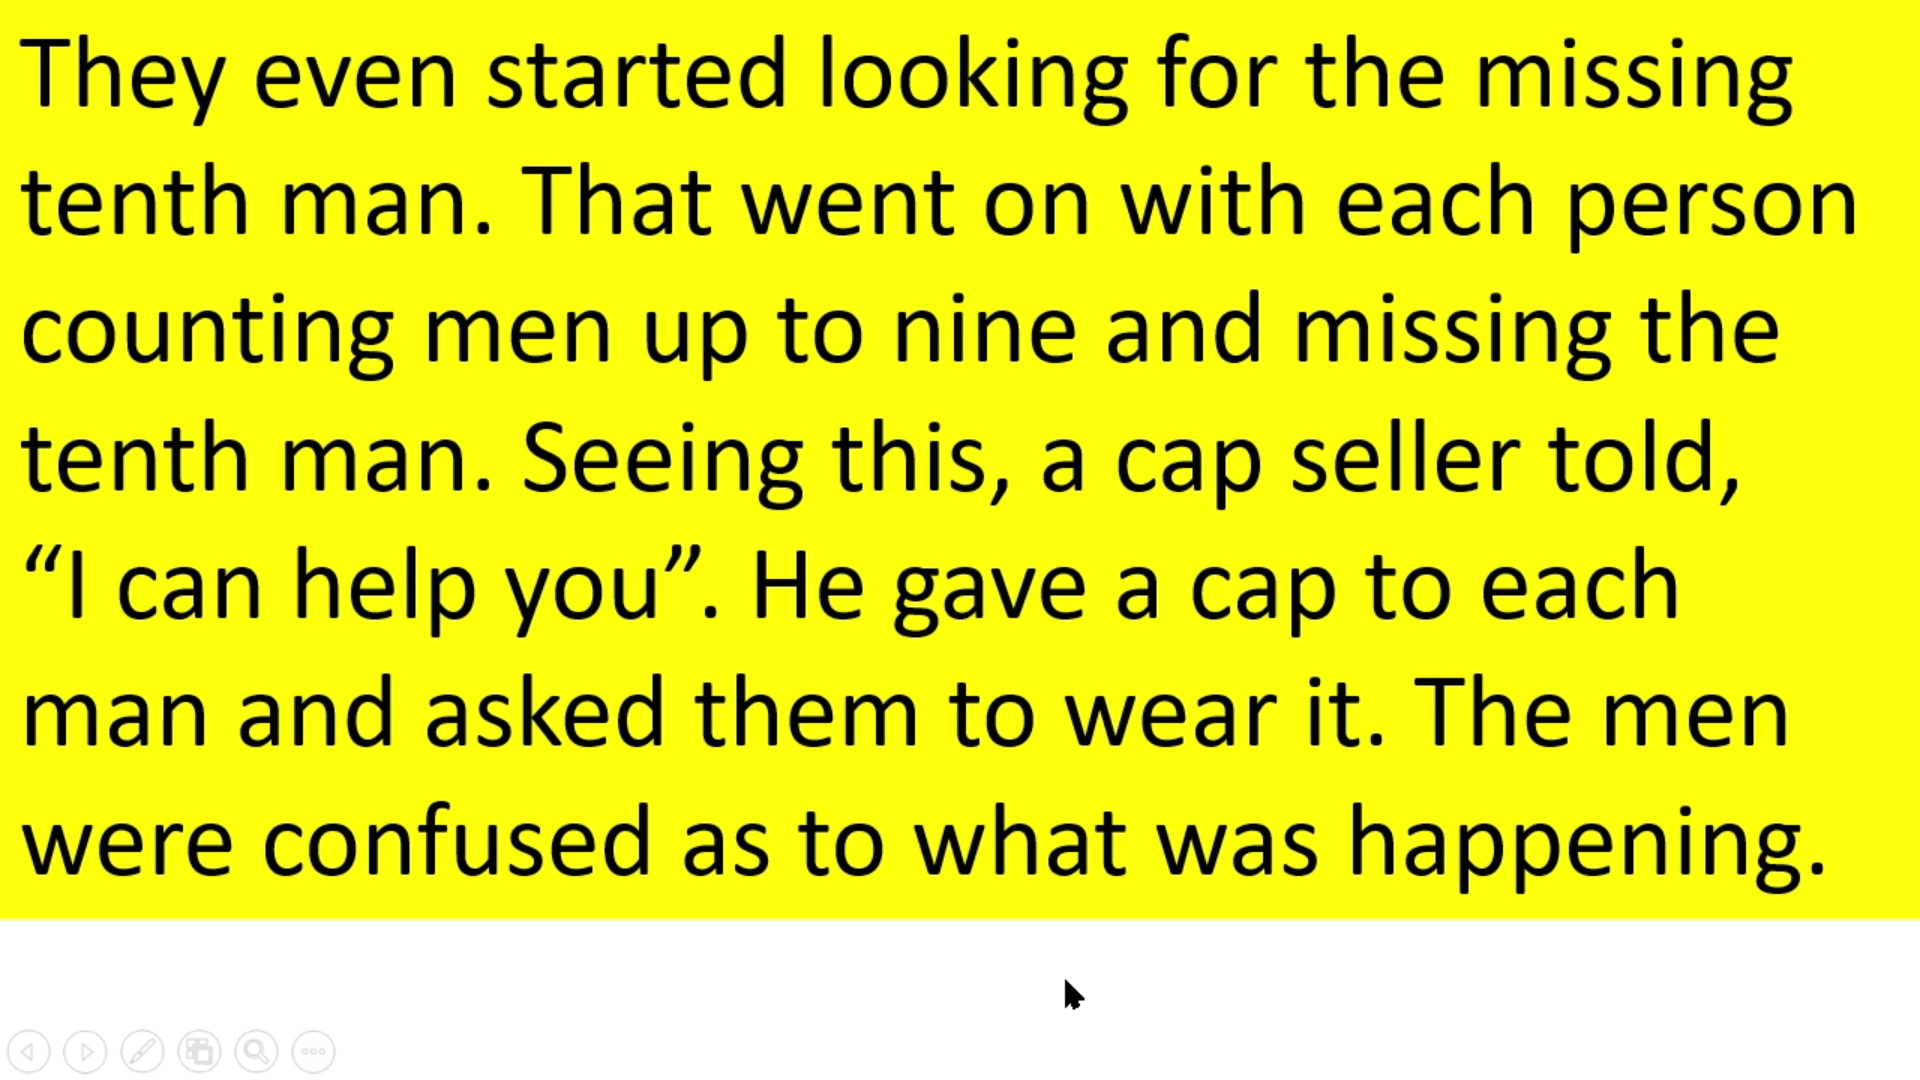 They even started looking for the missing
tenth man. That went on with each person
counting men up to nine and missing the
tenth man. Seeing this, a cap seller told,
“I can help you”. He gave a cap to each
man and asked them to wear it. The men
were confused as to what was happening.